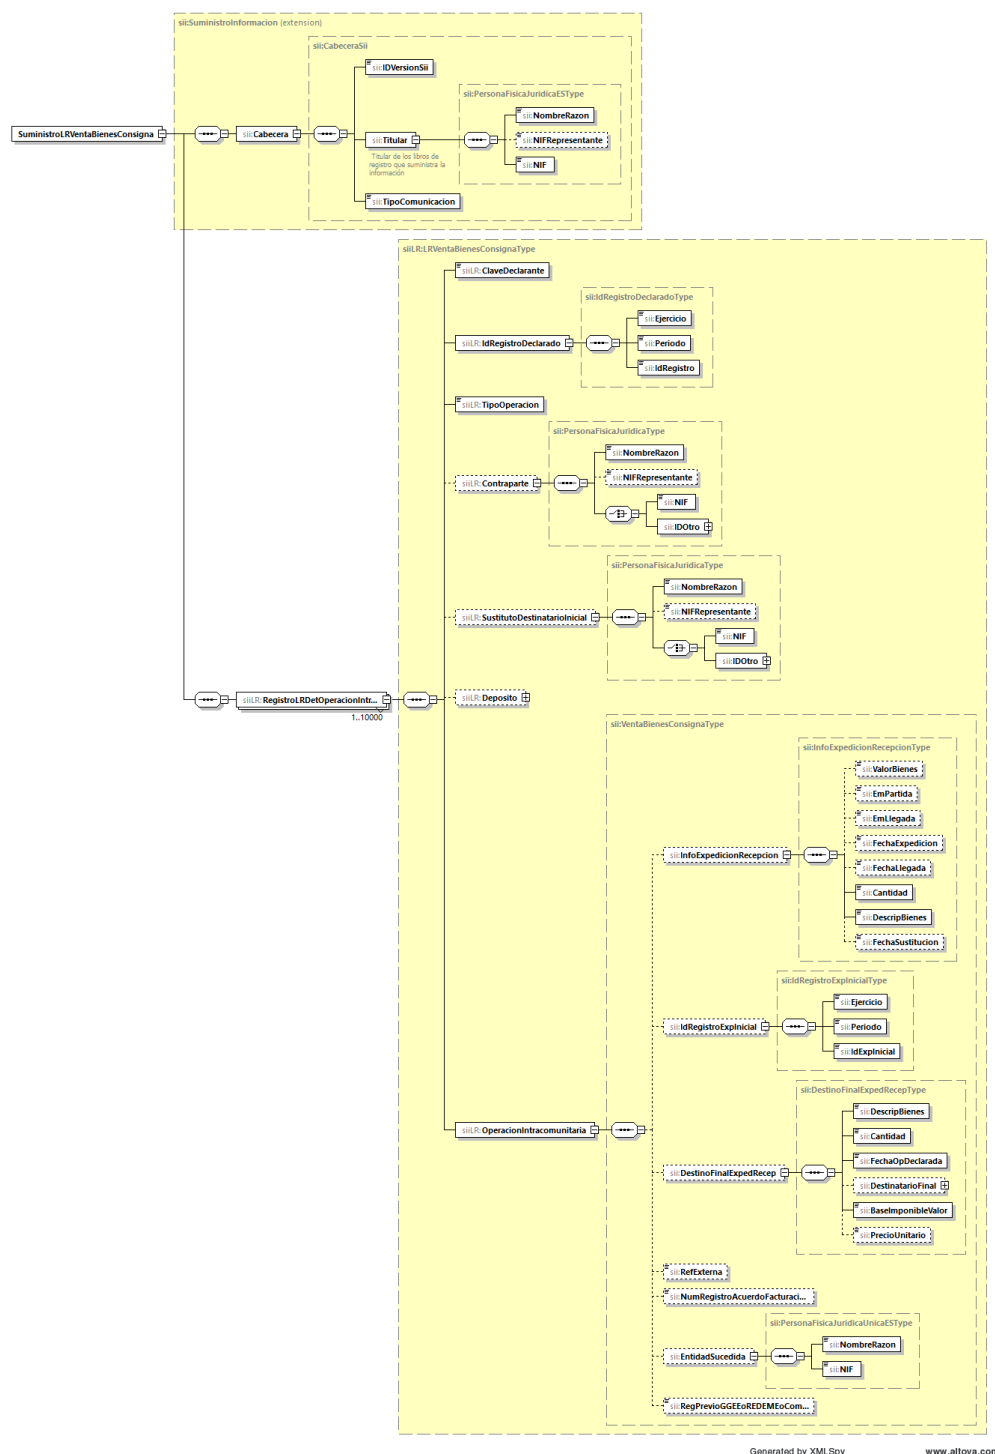 sii:SuministroInformacion (extension)
sii:CabeceraSii
sii:IDVersionSii
sii:PersonaFisicaJuridicaESType
sii:NombreRazon
SuministroLRVentaBienesConsigna
sii:Cabecera
sii:Titular
sii:NIFRepresentante
Titular de los libros de
registro que suministra la
información
sii:NIF
sii:TipoComunicacion
siiLR:LRVentaBienesConsignaType
siiLR:ClaveDeclarante
sii:IdRegistroDeclaradoType
sii:Ejercicio
siiLR:IdRegistroDeclarado
sii:Periodo
sii:IdRegistro
siiLR:TipoOperacion
sii:PersonaFisicaJuridicaType
sii:NombreRazon
siiLR:Contraparte
sii:NIFRepresentante
sii:NIF
sii:IDOtro
sii:PersonaFisicaJuridicaType
sii:NombreRazon
siiLR:SustitutoDestinatarioInicial
sii:NIFRepresentante
sii:NIF
sii:IDOtro
siiLR:RegistroLRDetOperacionIntr...
1..10000
siiLR:Deposito
sii:VentaBienesConsignaType
sii:InfoExpedicionRecepcionType
sii:ValorBienes
sii:EmPartida
sii:EmLlegada
sii:FechaExpedicion
sii:InfoExpedicionRecepcion
sii:FechaLlegada
sii:Cantidad
sii:DescripBienes
sii:FechaSustitucion
sii:IdRegistroExpInicialType
sii:Ejercicio
sii:IdRegistroExpInicial
sii:Periodo
sii:IdExpInicial
sii:DestinoFinalExpedRecepType
sii:DescripBienes
siiLR:OperacionIntracomunitaria
sii:Cantidad
sii:FechaOpDeclarada
sii:DestinoFinalExpedRecep
sii:DestinatarioFinal
sii:BaseImponibleValor
sii:PrecioUnitario
sii:RefExterna
sii:NumRegistroAcuerdoFacturaci...
sii:PersonaFisicaJuridicaUnicaESType
sii:NombreRazon
sii:EntidadSucedida
sii:NIF
sii:RegPrevioGGEEoREDEMEoCom...
Generated by XMLSpy
www.altova.com